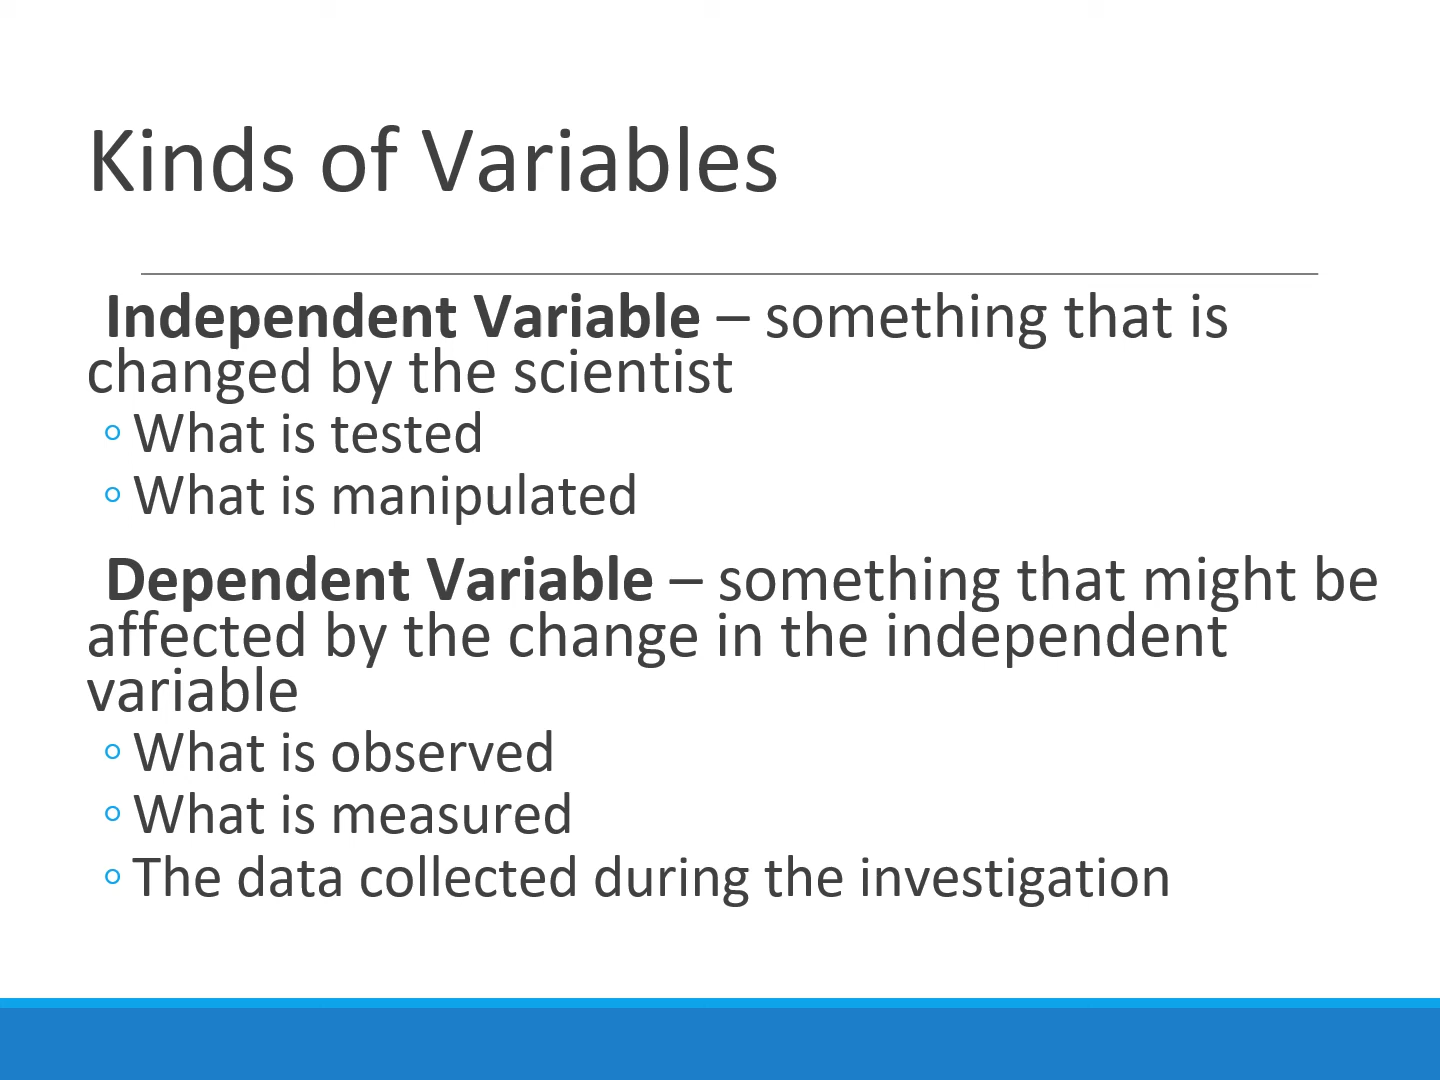 Kinds of Variables
Independent Variable – something that is
changed by the scientist
◦ What is tested
◦ What is manipulated
Dependent Variable – something that might be
affected by the change in the independent
variable
◦ What is observed
◦ What is measured
◦ The data collected during the investigation